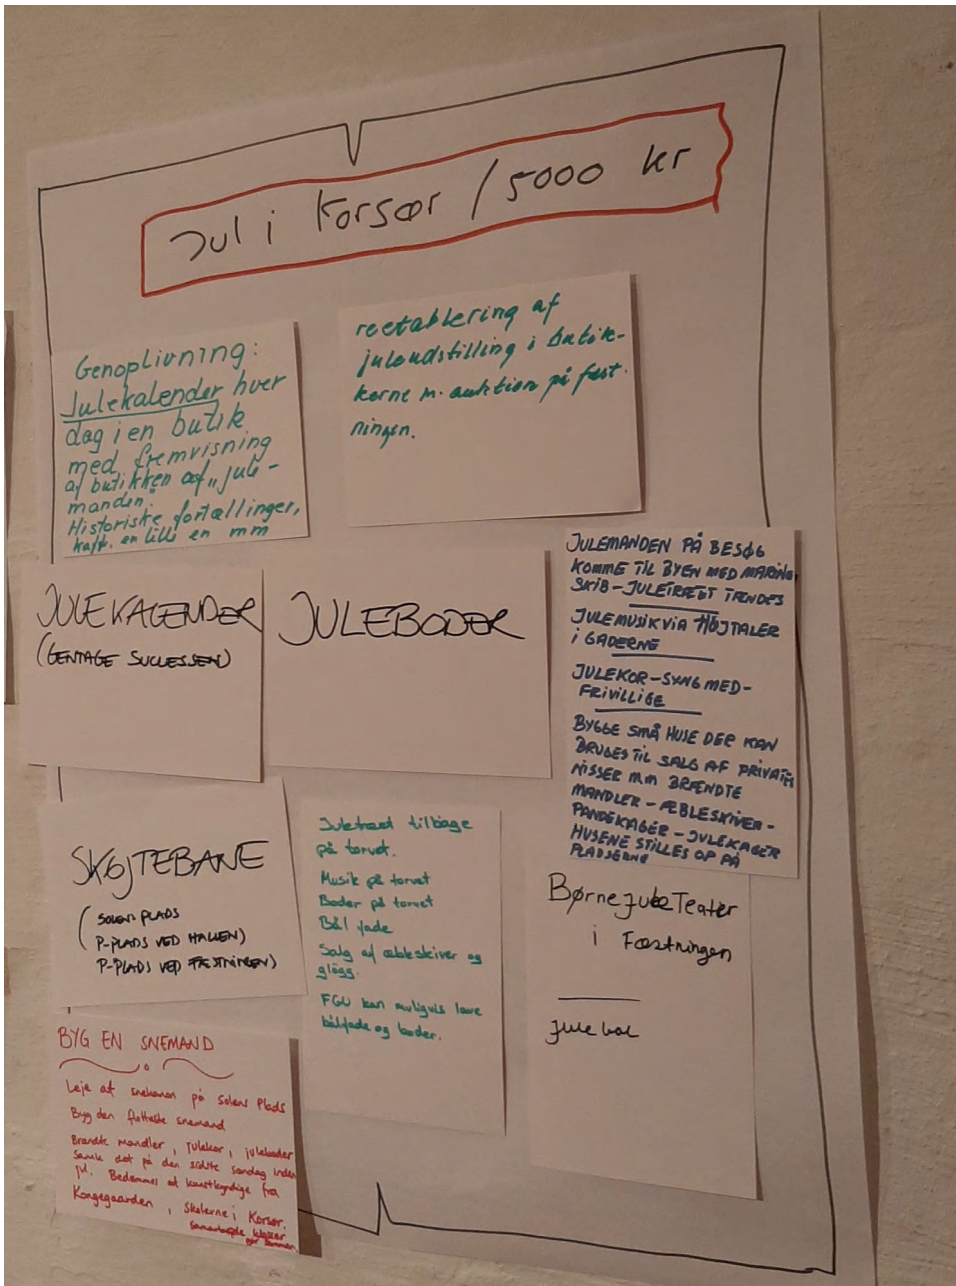 Jul i Korsør / 5000 kr
Genoplivning:
Julekalender hver
dag i en butik
med fremvisning
af butikken af „jule-
manden".
Historiske fortællinger,
kaff. en lille en mm
reetablering af
juleudstilling i butik-
kerne m. auktion på fæst-
ningen.
JULEKALENDER
(GENTAGE SUCCESSEN)
JULEBODER
JULEMANDEN PÅ BESØG
KOMME TIL BYEN MED MARINE
SKIB - JULETRÆET TÆNDES
JULEMUSIK VIA HØJTALER
I GADERNE
JULEKOR - SYNG MED -
FRIVILLIGE
BYGGE SMÅ HUSE DER KAN
BRUGES TIL SALG AF PRIVATE
NISSER MM BRÆNDTE
MANDLER - ÆBLESKIVER -
PANDEKAGER - JULEKAGER
HUSENE STILLES OP PÅ
PLADSERNE
SKØJTEBANE
(SOLENS PLADS
P-PLADS VED HALLEN)
P-PLADS VED FÆSTNINGEN)
Juletræet tilbage
på torvet.
Musik på torvet
Boder på torvet
Bål fade
Salg af æbleskiver og
gløgg.
FGU kan muligvis lave
bålfade og boder.
Børne Jule Teater
i Fæstningen
Jule bal
BYG EN SNEMAND
Leje af snekanon på Solens Plads
Byg den flotteste snemand
Brændte mandler, julekor, juleboder
samle det på den sidste søndag inden
jul. Bedømmes af kunstkyndige fra
Kongegaarden, skolerne i Korsør.